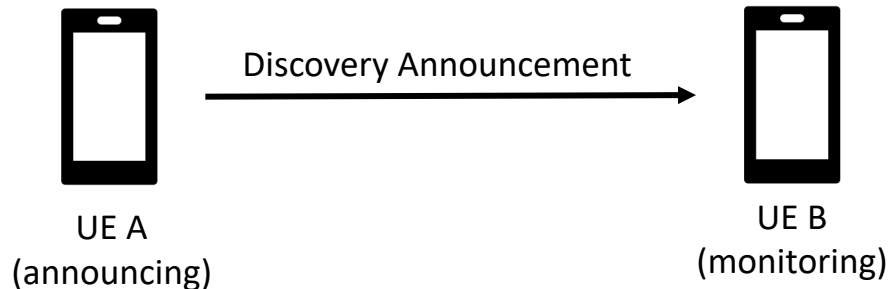 Discovery Announcement
UE A
(announcing)
UE B
(monitoring)